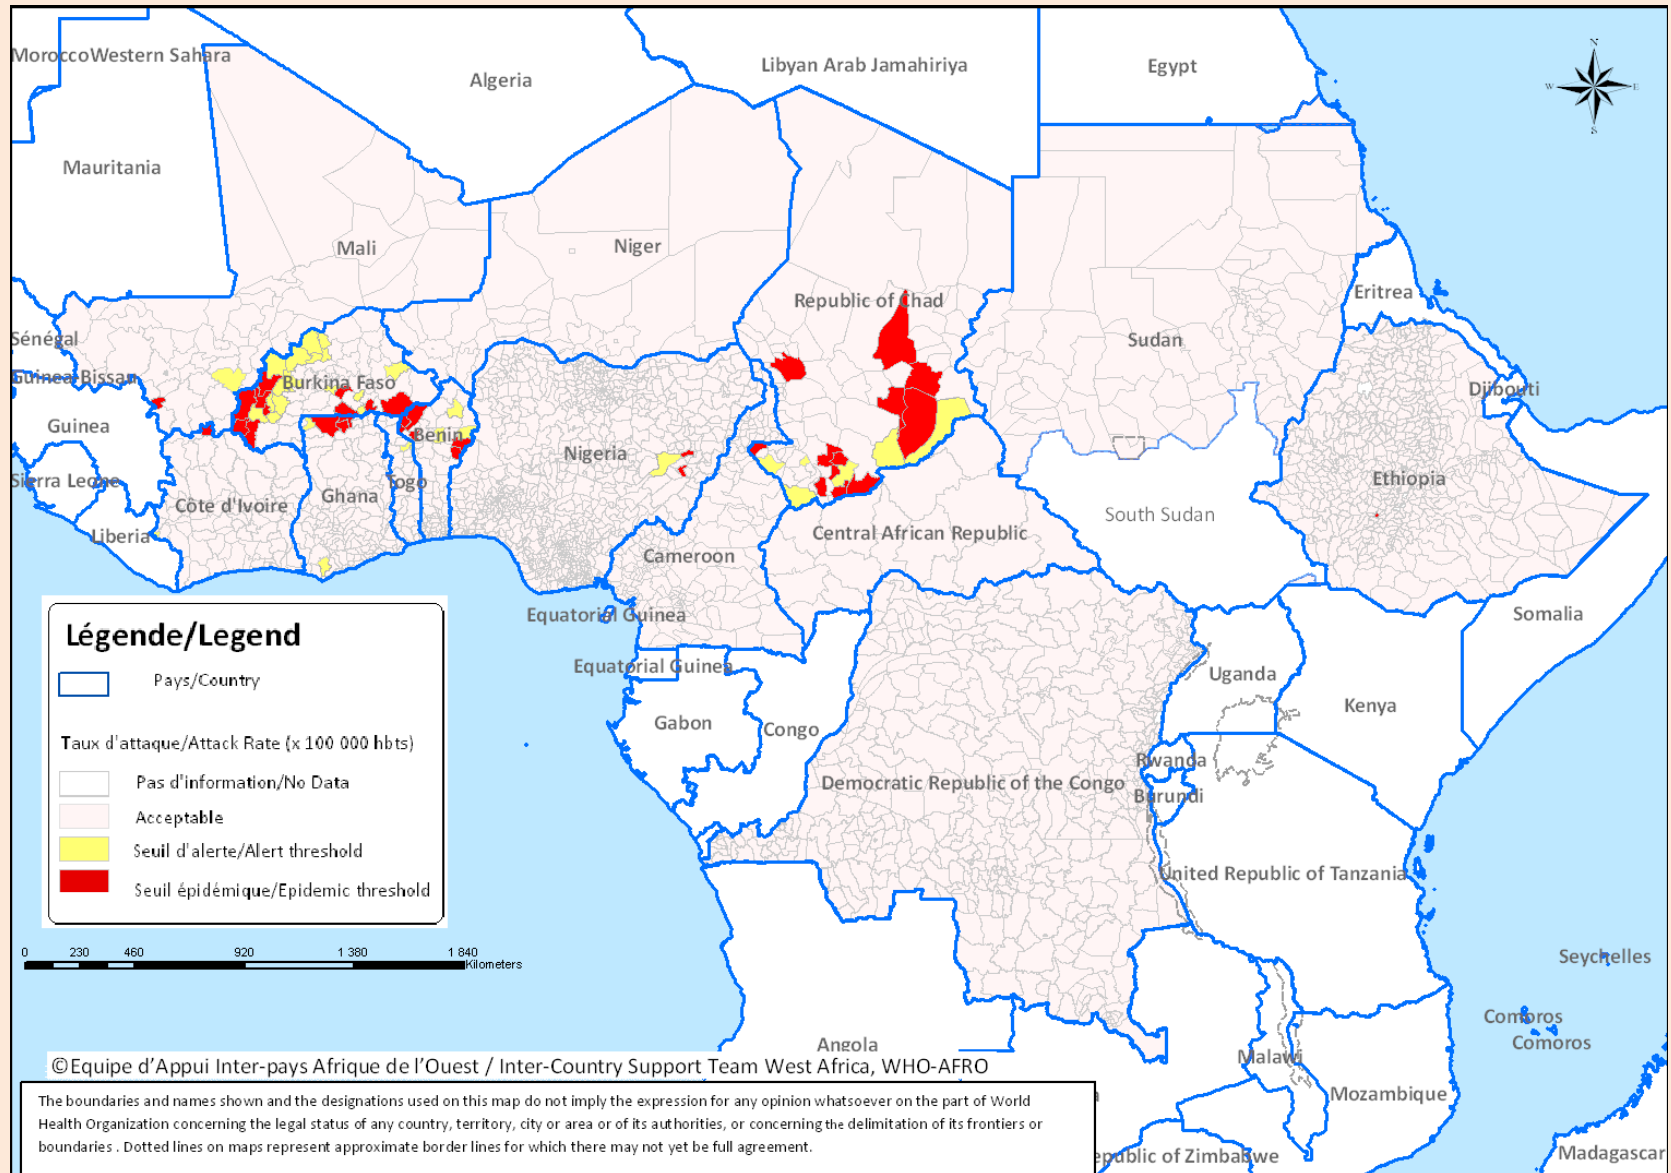 MoroccoWestern Sahara
Algeria
Libyan Arab Jamahiriya
Egypt
N
W
E
S
Mauritania
Mali
Niger
Republic of Chad
Sudan
Eritrea
Sénégal
Guinea Bissau
Burkina Faso
Djibouti
Guinea
Benin
Nigeria
Ethiopia
Sierra Leone
Côte d'Ivoire
Ghana
Togo
South Sudan
Liberia
Central African Republic
Cameroon
Equatorial Guinea
Somalia
Equatorial Guinea
Uganda
Gabon
Congo
Kenya
Rwanda
Democratic Republic of the Congo
Burundi
United Republic of Tanzania
Seychelles
Comoros
Comoros
Angola
Malawi
Mozambique
epublic of Zimbabwe
Madagascar
Légende/Legend
Pays/Country
Taux d'attaque/Attack Rate (x 100 000 hbts)
Pas d'information/No Data
Acceptable
Seuil d'alerte/Alert threshold
Seuil épidémique/Epidemic threshold
0 230 460 920 1 380 1 840
Kilometers
©Equipe d'Appui Inter-pays Afrique de l'Ouest / Inter-Country Support Team West Africa, WHO-AFRO
The boundaries and names shown and the designations used on this map do not imply the expression for any opinion whatsoever on the part of World
Health Organization concerning the legal status of any country, territory, city or area or of its authorities, or concerning the delimitation of its frontiers or
boundaries . Dotted lines on maps represent approximate border lines for which there may not yet be full agreement.